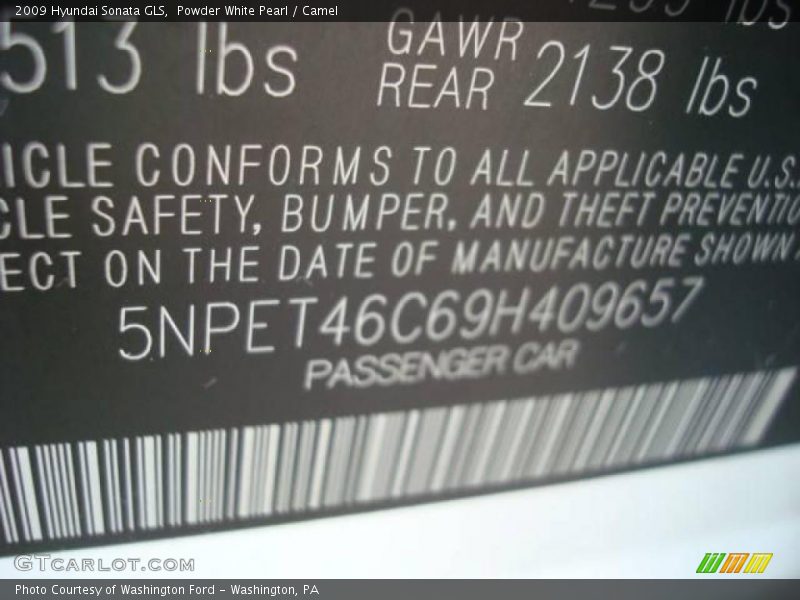 2009 Hyundai Sonata GLS, Powder White Pearl / Camel
513 lbs GAWR REAR 2138 lbs
ICLE CONFORMS TO ALL APPLICABLE U.S.
CLE SAFETY, BUMPER, AND THEFT PREVENTIO
ECT ON THE DATE OF MANUFACTURE SHOWN
5NPET46C69H409657
PASSENGER CAR
GTCARLOT.COM
Photo Courtesy of Washington Ford - Washington, PA